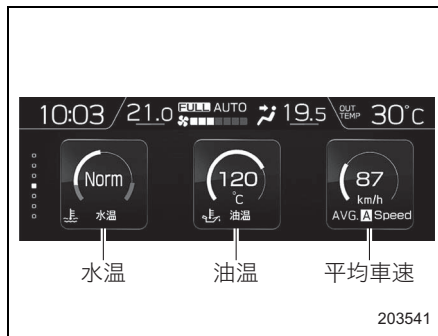 10:03 21.0 FULL AUTO 19.5 OUT TEMP 30°C
Norm 120 87
°C km/h
水温 油温 AVG. A Speed
水温 油温 平均車速
203541